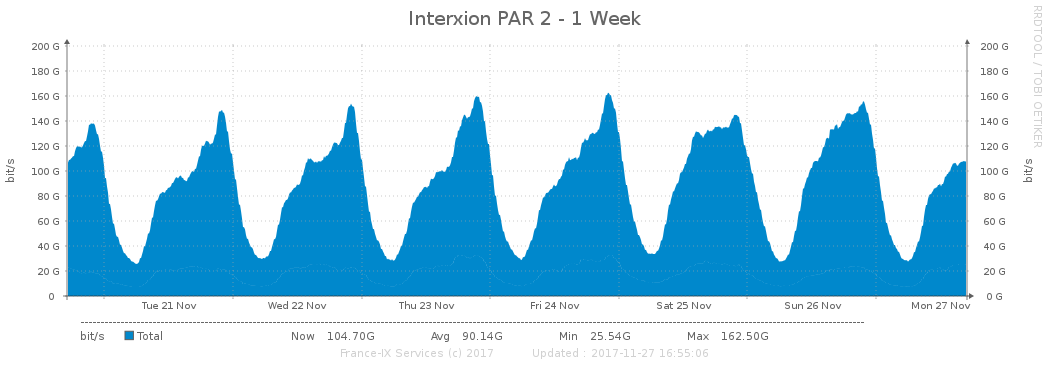 Interxion PAR 2 - 1 Week
RRDTOOL / TOBI OETIKER
200 G 200 G
180 G 180 G
160 G 160 G
140 G 140 G
120 G 120 G
100 G 100 G
80 G 80 G
60 G 60 G
40 G 40 G
20 G 20 G
0 0 G
bit/s bit/s
Tue 21 Nov Wed 22 Nov Thu 23 Nov Fri 24 Nov Sat 25 Nov Sun 26 Nov Mon 27 Nov
bit/s Total Now 104.70G Avg 90.14G Min 25.54G Max 162.50G
France-IX Services (c) 2017 Updated : 2017-11-27 16:55:06